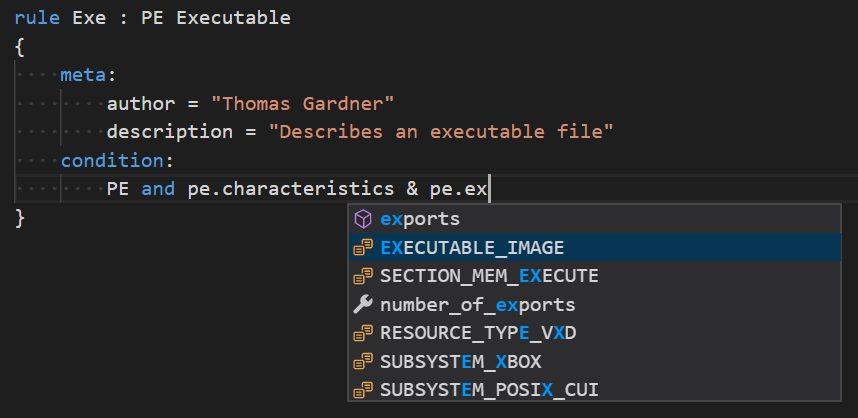 rule Exe : PE Executable
{
meta:
author = "Thomas Gardner"
description = "Describes an executable file"
condition:
PE and pe.characteristics & pe.ex
}
exports
EXECUTABLE_IMAGE
SECTION_MEM_EXECUTE
number_of_exports
RESOURCE_TYPE_VXD
SUBSYSTEM_XBOX
SUBSYSTEM_POSIX_CUI